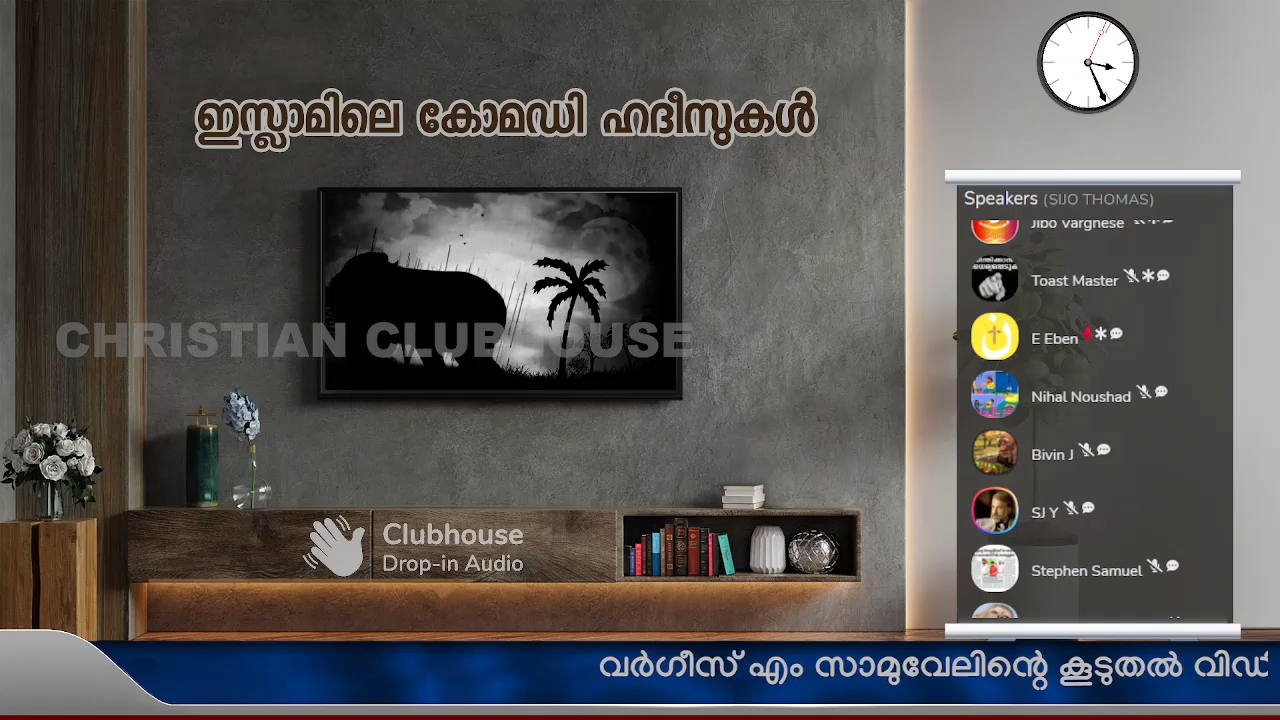 ഇസ്ലാമിലെ കോമഡി ഹദീസുകൾ
CHRISTIAN CLUBHOUSE
Clubhouse
Drop-in Audio
Speakers (SIJO THOMAS)
Jibo Varghese
Toast Master
E Eben
Nihal Noushad
Bivin J
SJ Y
Stephen Samuel
വർഗീസ് എം സാമുവേലിന്റെ കൂടുതൽ